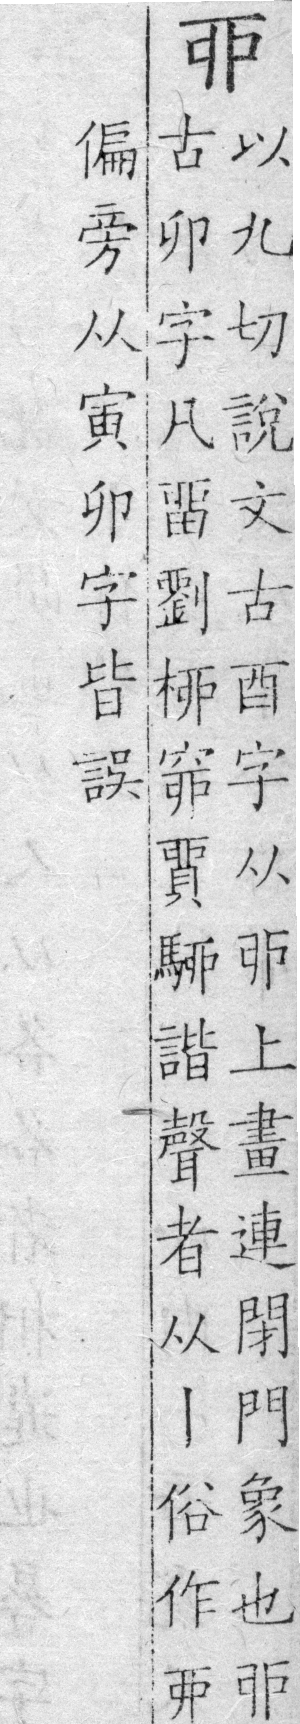 丣
以九切說文古酉字从丣上畫連閉門象也丣
古卯字凡畱劉桺窌貿駵諧聲者从丨俗作丣
偏旁从寅卯字皆誤